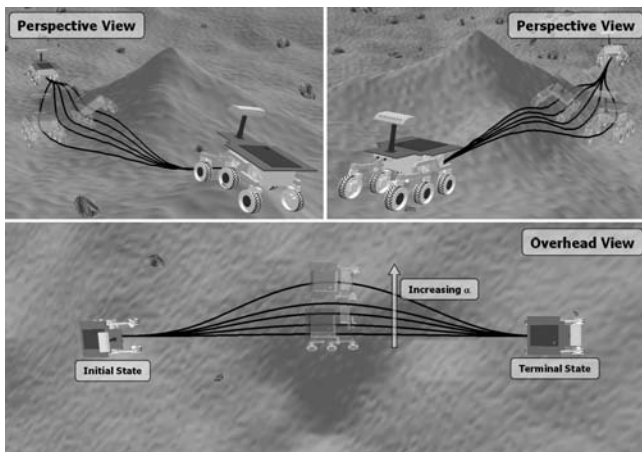 Perspective View
Perspective View
Overhead View
Increasing α
Initial State
Terminal State